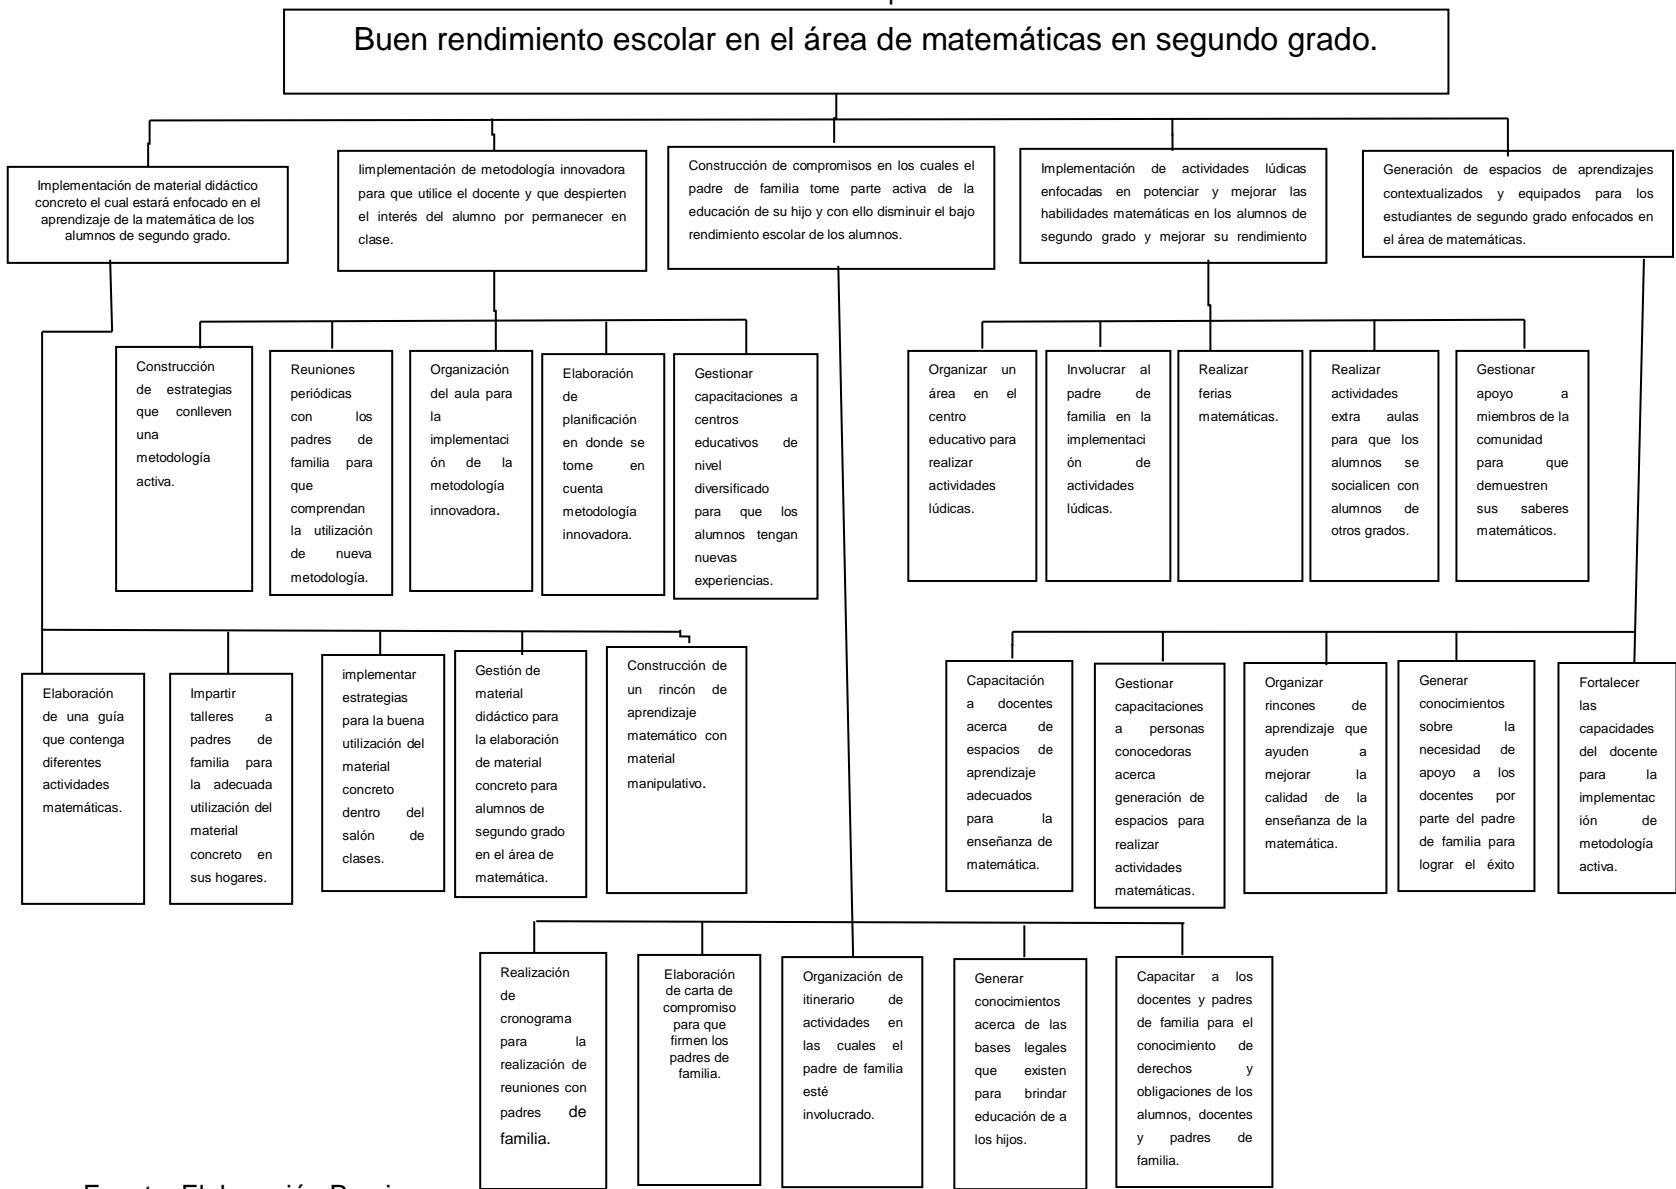 Buen rendimiento escolar en el área de matemáticas en segundo grado.
Implementación de material didáctico
concreto el cual estará enfocado en el
aprendizaje de la matemática de los
alumnos de segundo grado.
Iimplementación de metodología innovadora
para que utilice el docente y que despierten
el interés del alumno por permanecer en
clase.
Construcción de compromisos en los cuales el
padre de familia tome parte activa de la
educación de su hijo y con ello disminuir el bajo
rendimiento escolar de los alumnos.
Implementación de actividades lúdicas
enfocadas en potenciar y mejorar las
habilidades matemáticas en los alumnos de
segundo grado y mejorar su rendimiento
Generación de espacios de aprendizajes
contextualizados y equipados para los
estudiantes de segundo grado enfocados en
el área de matemáticas.
Construcción
de estrategias
que conlleven
una
metodología
activa.
Reuniones
periódicas
con los
padres de
familia para
que
comprendan
la utilización
de nueva
metodología.
Organización
del aula para
la
implementaci
ón de la
metodología
innovadora.
Elaboración
de
planificación
en donde se
tome en
cuenta
metodología
innovadora.
Gestionar
capacitaciones a
centros
educativos de
nivel
diversificado
para que los
alumnos tengan
nuevas
experiencias.
Organizar un
área en el
centro
educativo para
realizar
actividades
lúdicas.
Involucrar al
padre de
familia en la
implementaci
ón de
actividades
lúdicas.
Realizar
ferias
matemáticas.
Realizar
actividades
extra aulas
para que los
alumnos se
socialicen con
alumnos de
otros grados.
Gestionar
apoyo a
miembros de la
comunidad
para que
demuestren
sus saberes
matemáticos.
Elaboración
de una guía
que contenga
diferentes
actividades
matemáticas.
Impartir
talleres a
padres de
familia para
la adecuada
utilización del
material
concreto en
sus hogares.
implementar
estrategias
para la buena
utilización del
material
concreto
dentro del
salón de
clases.
Gestión de
material
didáctico para
la elaboración
de material
concreto para
alumnos de
segundo grado
en el área de
matemática.
Construcción de
un rincón de
aprendizaje
matemático con
material
manipulativo.
Capacitación
a docentes
acerca de
espacios de
aprendizaje
adecuados
para la
enseñanza de
matemática.
Gestionar
capacitaciones
a personas
conocedoras
acerca
generación de
espacios para
realizar
actividades
matemáticas.
Organizar
rincones de
aprendizaje que
ayuden a
mejorar la
calidad de la
enseñanza de la
matemática.
Generar
conocimientos
sobre la
necesidad de
apoyo a los
docentes por
parte del padre
de familia para
lograr el éxito
Fortalecer
las
capacidades
del docente
para la
implementac
ión de
metodología
activa.
Realización
de
cronograma
para la
realización de
reuniones con
padres de
familia.
Elaboración
de carta de
compromiso
para que
firmen los
padres de
familia.
Organización de
itinerario de
actividades en
las cuales el
padre de familia
esté
involucrado.
Generar
conocimientos
acerca de las
bases legales
que existen
para brindar
educación de a
los hijos.
Capacitar a los
docentes y padres
de familia para el
conocimiento de
derechos y
obligaciones de los
alumnos, docentes
y padres de
familia.